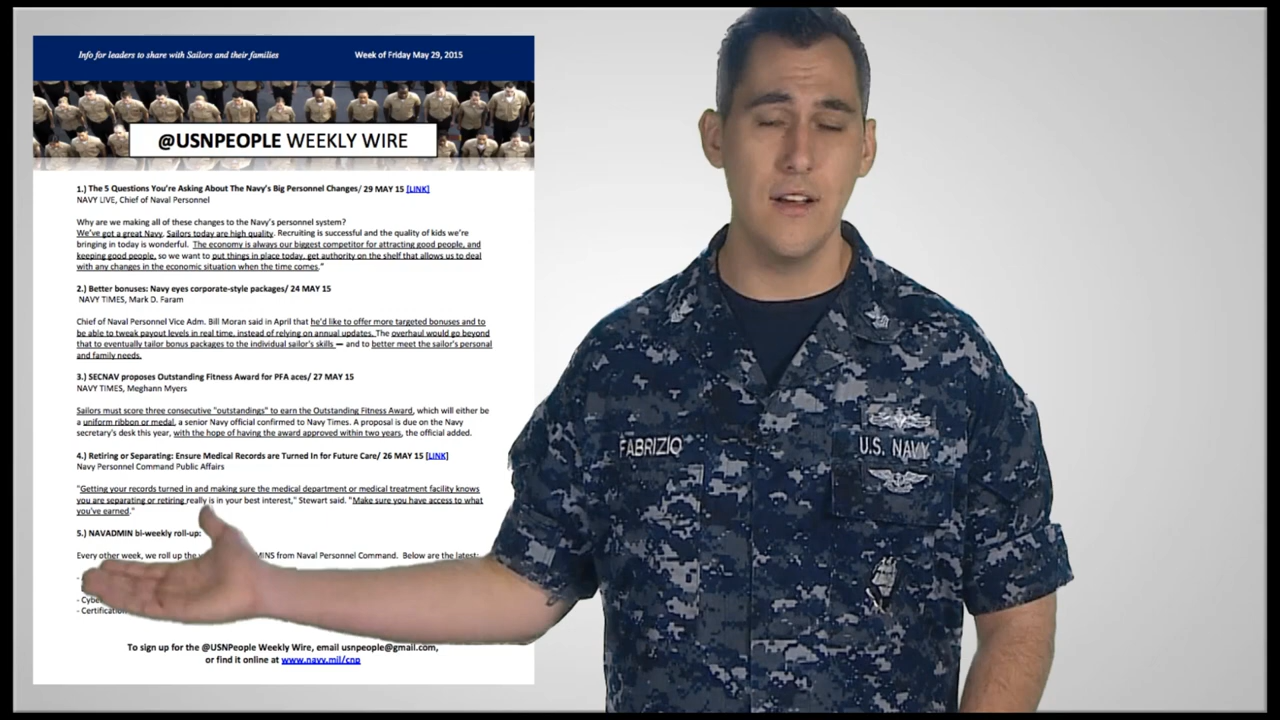 Info for leaders to share with Sailors and their families
Week of Friday May 29, 2015
@USNPEOPLE WEEKLY WIRE
1.) The 5 Questions You're Asking About The Navy's Big Personnel Changes/ 29 MAY 15 [LINK]
NAVY LIVE, Chief of Naval Personnel
Why are we making all of these changes to the Navy's personnel system?
We've got a great Navy. Sailors today are high quality. Recruiting is successful and the quality of kids we're
bringing in today is wonderful. The economy is always our biggest competitor for attracting good people, and
keeping good people, so we want to put things in place today, get authority on the shelf that allows us to deal
with any changes in the economic situation when the time comes."
2.) Better bonuses: Navy eyes corporate-style packages/ 24 MAY 15
NAVY TIMES, Mark D. Faram
Chief of Naval Personnel Vice Adm. Bill Moran said in April that he'd like to offer more targeted bonuses and to
be able to tweak payout levels in real time, instead of relying on annual updates. The overhaul would go beyond
that to eventually tailor bonus packages to the individual sailor's skills — and to better meet the sailor's personal
and family needs.
3.) SECNAV proposes Outstanding Fitness Award for PFA aces/ 27 MAY 15
NAVY TIMES, Meghann Myers
Sailors must score three consecutive "outstandings" to earn the Outstanding Fitness Award, which will either be
a uniform ribbon or medal, a senior Navy official confirmed to Navy Times. A proposal is due on the Navy
secretary's desk this year, with the hope of having the award approved within two years, the official added.
4.) Retiring or Separating: Ensure Medical Records are Turned In for Future Care/ 26 MAY 15 [LINK]
Navy Personnel Command Public Affairs
"Getting your records turned in and making sure the medical department or medical treatment facility knows
you are separating or retiring really is in your best interest," Stewart said. "Make sure you have access to what
you've earned."
5.) NAVADMIN bi-weekly roll-up:
Every other week, we roll up the from Naval Personnel Command. Below are the latest:
To sign up for the @USNPeople Weekly Wire, email usnpeople@gmail.com,
or find it online at www.navy.mil/cnp
FABRIZIO
U.S. NAVY